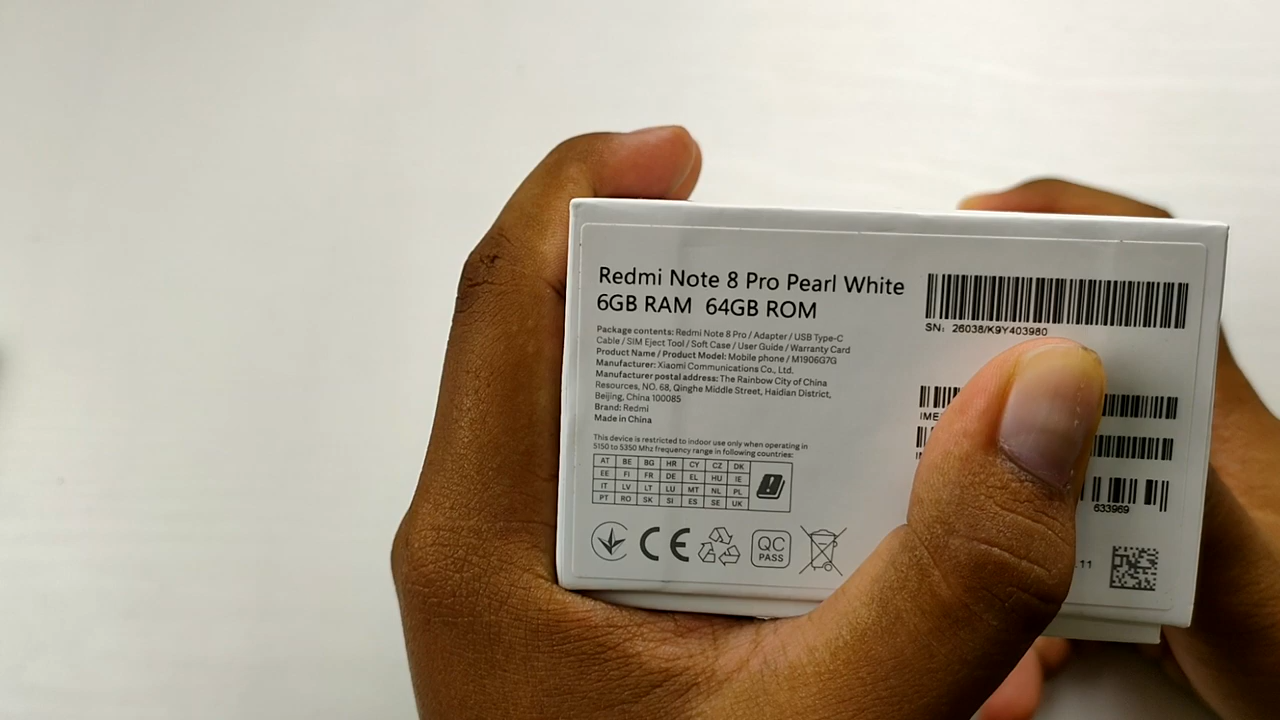 Redmi Note 8 Pro Pearl White
6GB RAM 64GB ROM
Package contents: Redmi Note 8 Pro / Adapter / USB Type-C
Cable / SIM Eject Tool / Soft Case / User Guide / Warranty Card
Product Name / Product Model: Mobile phone / M1906G7G
Manufacturer: Xiaomi Communications Co., Ltd.
Manufacturer postal address: The Rainbow City of China
Resources, NO. 68, Qinghe Middle Street, Haidian District,
Beijing, China 100085
Brand: Redmi
Made in China
This device is restricted to indoor use only when operating in
5150 to 5350 Mhz frequency range in following countries:
AT BE BG HR CY CZ DK
EE FI FR DE EL HU IE
IT LV LT LU MT NL PL
PT RO SK SI ES SE UK
CE
QC
PASS
SN: 26038/K9Y403980
IME
633969
.11